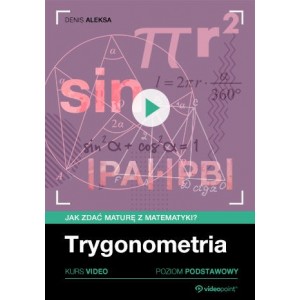 DENIS ALEKSA
πr²
sin
l = 2πr · α/360°
sin²α + cos²α = 1
|PA|·|PB|
JAK ZDAĆ MATURĘ Z MATEMATYKI?
Trygonometria
KURS VIDEO
POZIOM PODSTAWOWY
videopoint